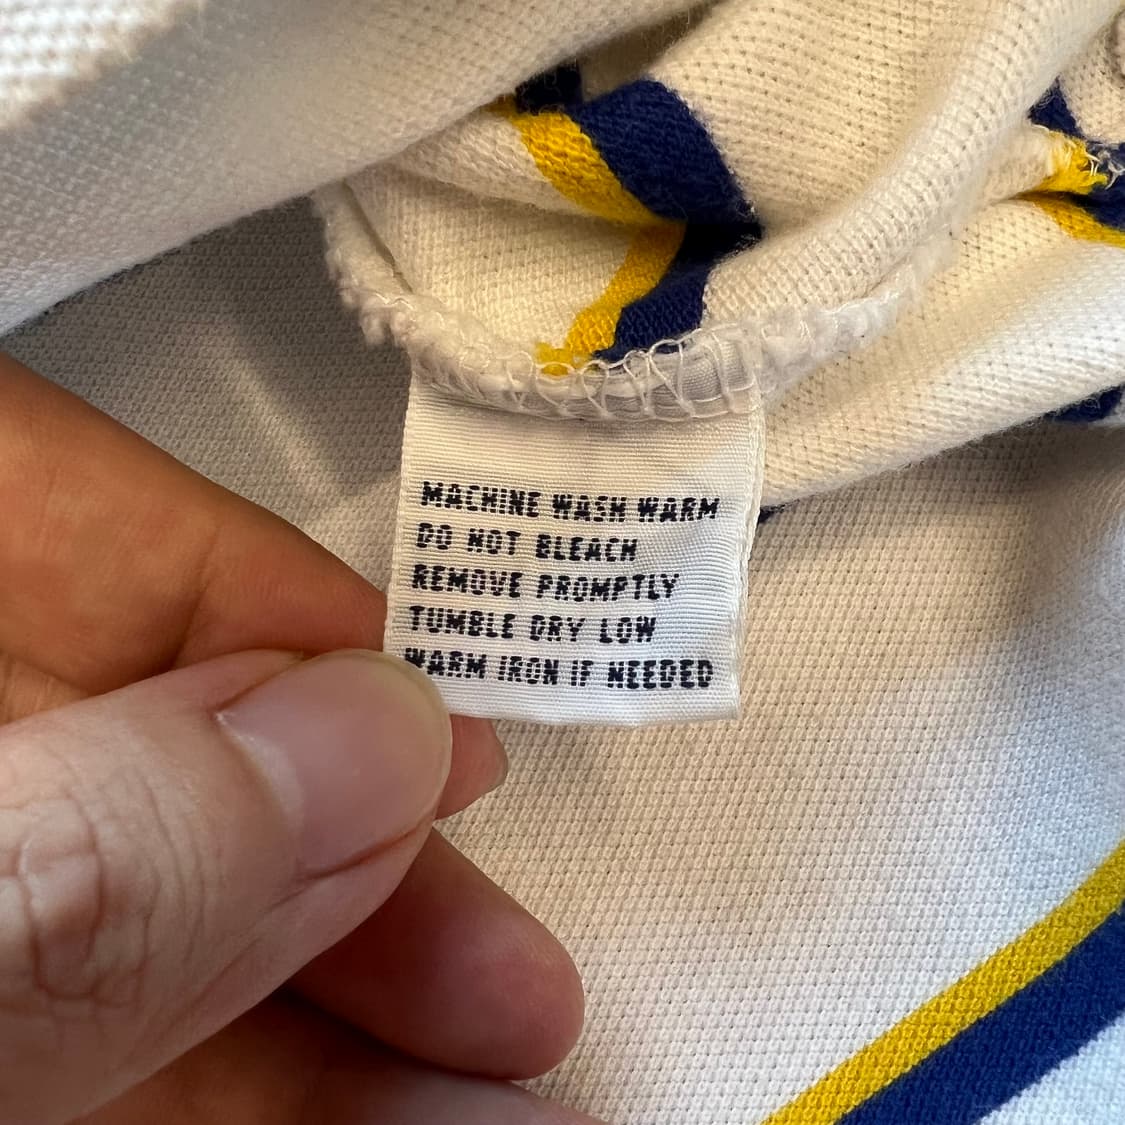 MACHINE WASH WARM
DO NOT BLEACH
REMOVE PROMPTLY
TUMBLE DRY LOW
WARM IRON IF NEEDED